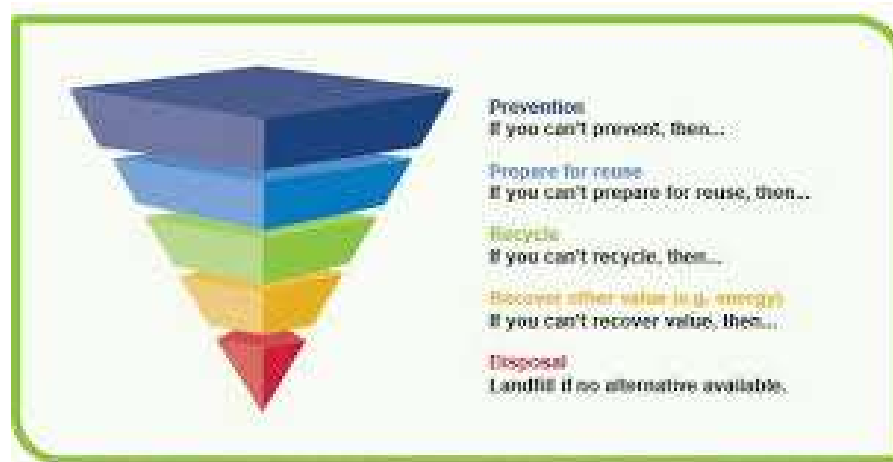 Prevention
If you can't prevent, then...
Prepare for reuse
If you can't prepare for reuse, then...
Recycle
If you can't recycle, then...
Recover other value (e.g. energy)
If you can't recover value, then...
Disposal
Landfill if no alternative available.